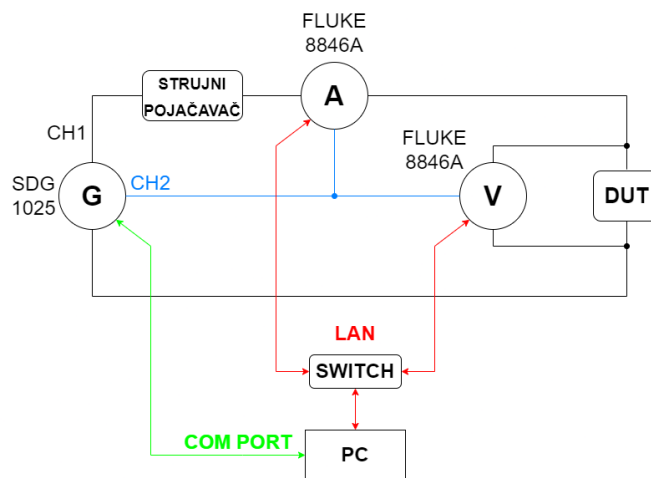 FLUKE
8846A
STRUJNI
POJAČAVAČ
A
CH1
FLUKE
8846A
SDG
1025
G
CH2
V
DUT
LAN
SWITCH
COM PORT
PC